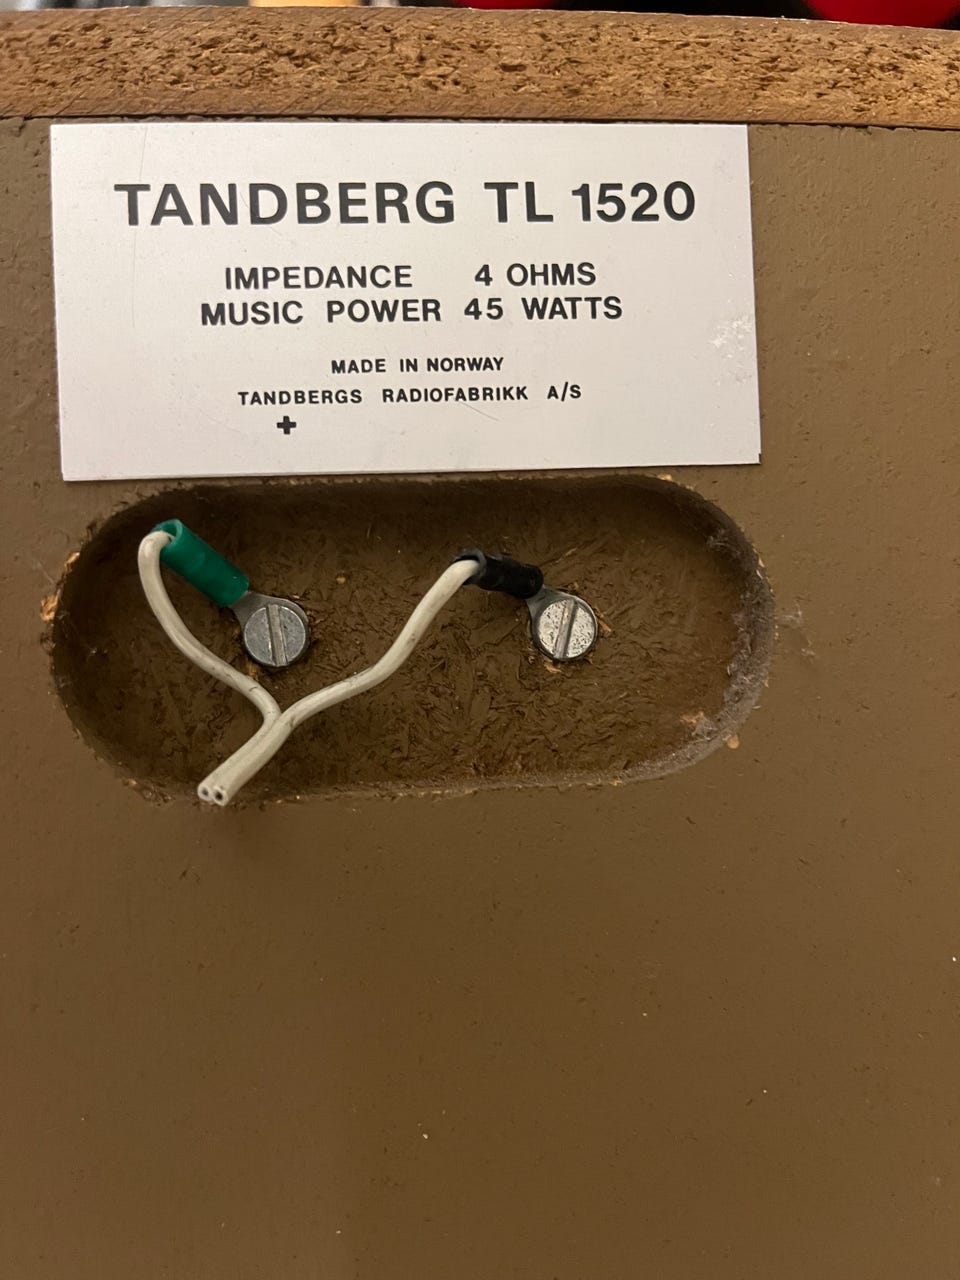 TANDBERG TL 1520
IMPEDANCE 4 OHMS
MUSIC POWER 45 WATTS
MADE IN NORWAY
TANDBERGS RADIOFABRIKK A/S
+